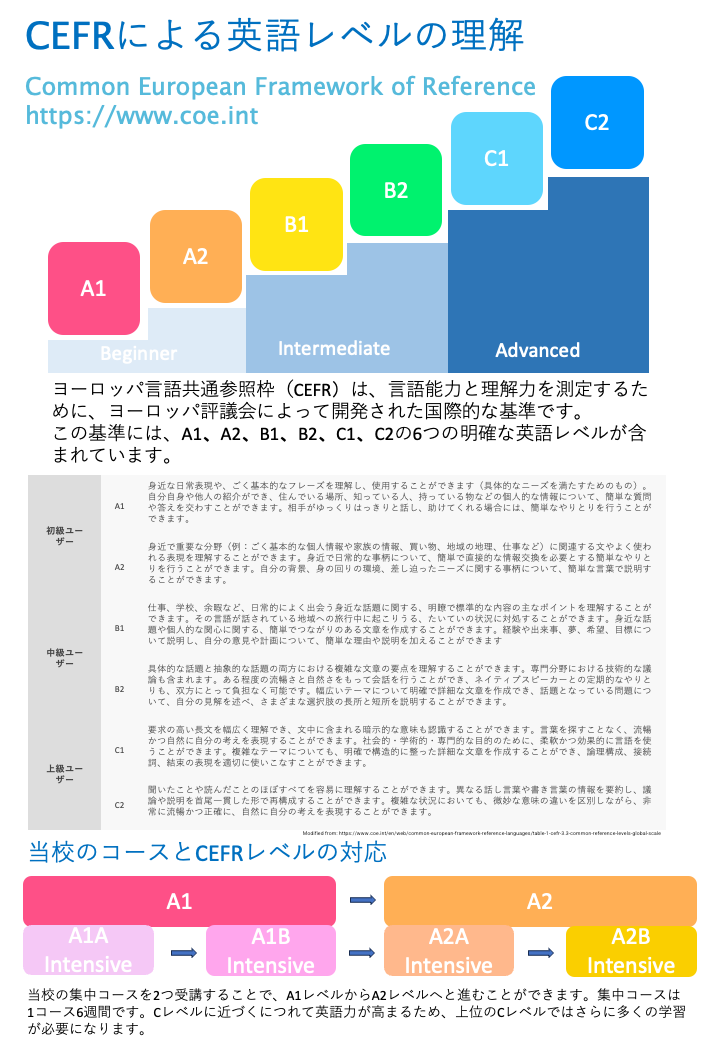 CEFRによる英語レベルの理解
Common European Framework of Reference
https://www.coe.int
C2
C1
B2
B1
A2
A1
Beginner
Intermediate
Advanced
ヨーロッパ言語共通参照枠（CEFR）は、言語能力と理解力を測定するた
めに、ヨーロッパ評議会によって開発された国際的な基準です。
この基準には、A1、A2、B1、B2、C1、C2の6つの明確な英語レベルが含
まれています。
初級ユー
ザー
A1
身近な日常表現や、ごく基本的なフレーズを理解し、使用することができます（具体的なニーズを満たすためのもの）。
自分自身や他人の紹介ができ、住んでいる場所、知っている人、持っている物などの個人的な情報について、簡単な質問
や答えを交わすことができます。相手がゆっくりはっきりと話し、助けてくれる場合には、簡単なやりとりを行うことが
できます。
A2
身近で重要な分野（例：ごく基本的な個人情報や家族の情報、買い物、地域の地理、仕事など）に関連する文やよく使わ
れる表現を理解することができます。身近で日常的な事柄について、簡単で直接的な情報交換を必要とする簡単なやりと
りを行うことができます。自分の背景、身の回りの環境、差し迫ったニーズに関する事柄について、簡単な言葉で説明す
ることができます。
中級ユー
ザー
B1
仕事、学校、余暇など、日常的によく出会う身近な話題に関する、明瞭で標準的な内容の主なポイントを理解することが
できます。その言語が話されている地域への旅行中に起こりうる、たいていの状況に対処することができます。身近な話
題や個人的な関心に関する、簡単でつながりのある文章を作成することができます。経験や出来事、夢、希望、目標につ
いて説明し、自分の意見や計画について、簡単な理由や説明を加えることができます
B2
具体的な話題と抽象的な話題の両方における複雑な文章の要点を理解することができます。専門分野における技術的な議
論も含まれます。ある程度の流暢さと自然さをもって会話を行うことができ、ネイティブスピーカーとの定期的なやりと
りも、双方にとって負担なく可能です。幅広いテーマについて明確で詳細な文章を作成でき、話題となっている問題につ
いて、自分の見解を述べ、さまざまな選択肢の長所と短所を説明することができます。
上級ユー
ザー
C1
要求の高い長文を幅広く理解でき、文中に含まれる暗示的な意味も認識することができます。言葉を探すことなく、流暢
かつ自然に自分の考えを表現することができます。社会的・学術的・専門的な目的のために、柔軟かつ効果的に言語を使
うことができます。複雑なテーマについても、明確で構造的に整った詳細な文章を作成することができ、論理構成、接続
詞、結束の表現を適切に使いこなすことができます。
C2
聞いたことや読んだことのほぼすべてを容易に理解することができます。異なる話し言葉や書き言葉の情報を要約し、議
論や説明を首尾一貫した形で再構成することができます。複雑な状況においても、微妙な意味の違いを区別しながら、非
常に流暢かつ正確に、自然に自分の考えを表現することができます。
Modified from: https://www.coe.int/en/web/common-european-framework-reference-languages/table-1-cefr-3.3-common-reference-levels-global-scale
当校のコースとCEFRレベルの対応
A1
A2
A1A
Intensive
A1B
Intensive
A2A
Intensive
A2B
Intensive
当校の集中コースを2つ受講することで、A1レベルからA2レベルへと進むことができます。集中コースは
1コース6週間です。Cレベルに近づくにつれて英語力が高まるため、上位のCレベルではさらに多くの学習
が必要になります。